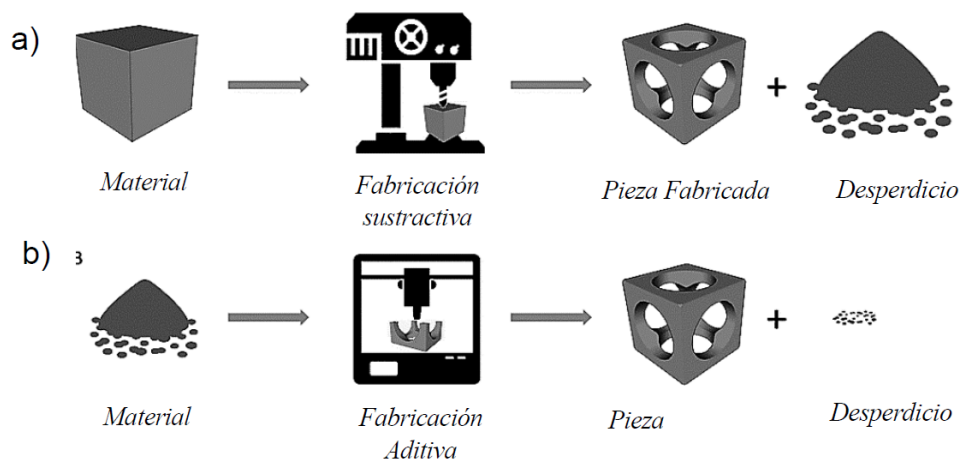 a)
Material
Fabricación
sustractiva
Pieza Fabricada
Desperdicio
b)
B
Material
Fabricación
Aditiva
Pieza
Desperdicio